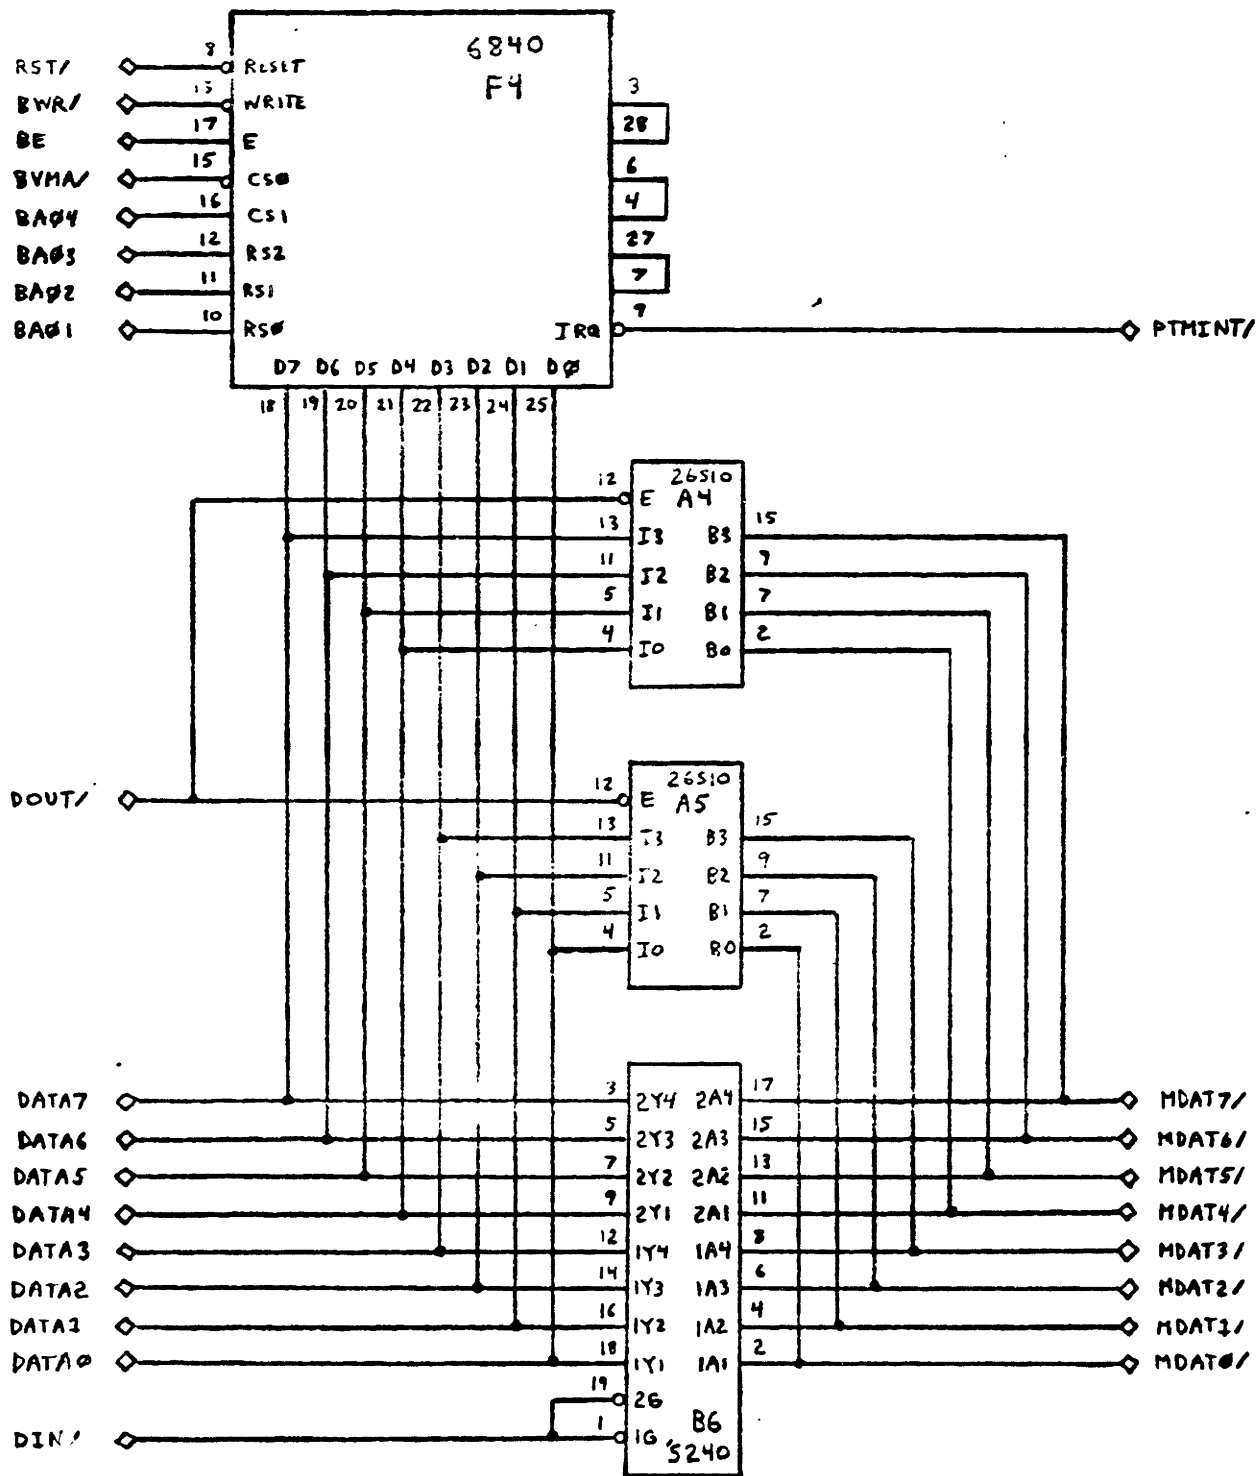 6840
F4
RST/ 8 RESET
BWR/ 13 WRITE
3
28
BE 17 E
BVMA/ 15 CSØ
6
4
BAØ4 16 CS1
BAØ3 12 RS2
27
7
BAØ2 11 RS1
BAØ1 10 RSØ
IRQ 9 PTMINT/
D7 D6 D5 D4 D3 D2 D1 DØ
18 19 20 21 22 23 24 25
26S10
A4
12 E
13 I3 B3 15
11 I2 B2 9
5 I1 B1 7
4 I0 B0 2
26S10
A5
DOUT/ 12 E
13 I3 B3 15
11 I2 B2 9
5 I1 B1 7
4 I0 B0 2
DATA7 3 2Y4 2A4 17 MDAT7/
DATA6 5 2Y3 2A3 15 MDAT6/
DATA5 7 2Y2 2A2 13 MDAT5/
DATA4 9 2Y1 2A1 11 MDAT4/
DATA3 12 1Y4 1A4 8 MDAT3/
DATA2 14 1Y3 1A3 6 MDAT2/
DATA1 16 1Y2 1A2 4 MDAT1/
DATAØ 18 1Y1 1A1 2 MDATØ/
19 2G
DIN/ 1 1G
B6
'S240